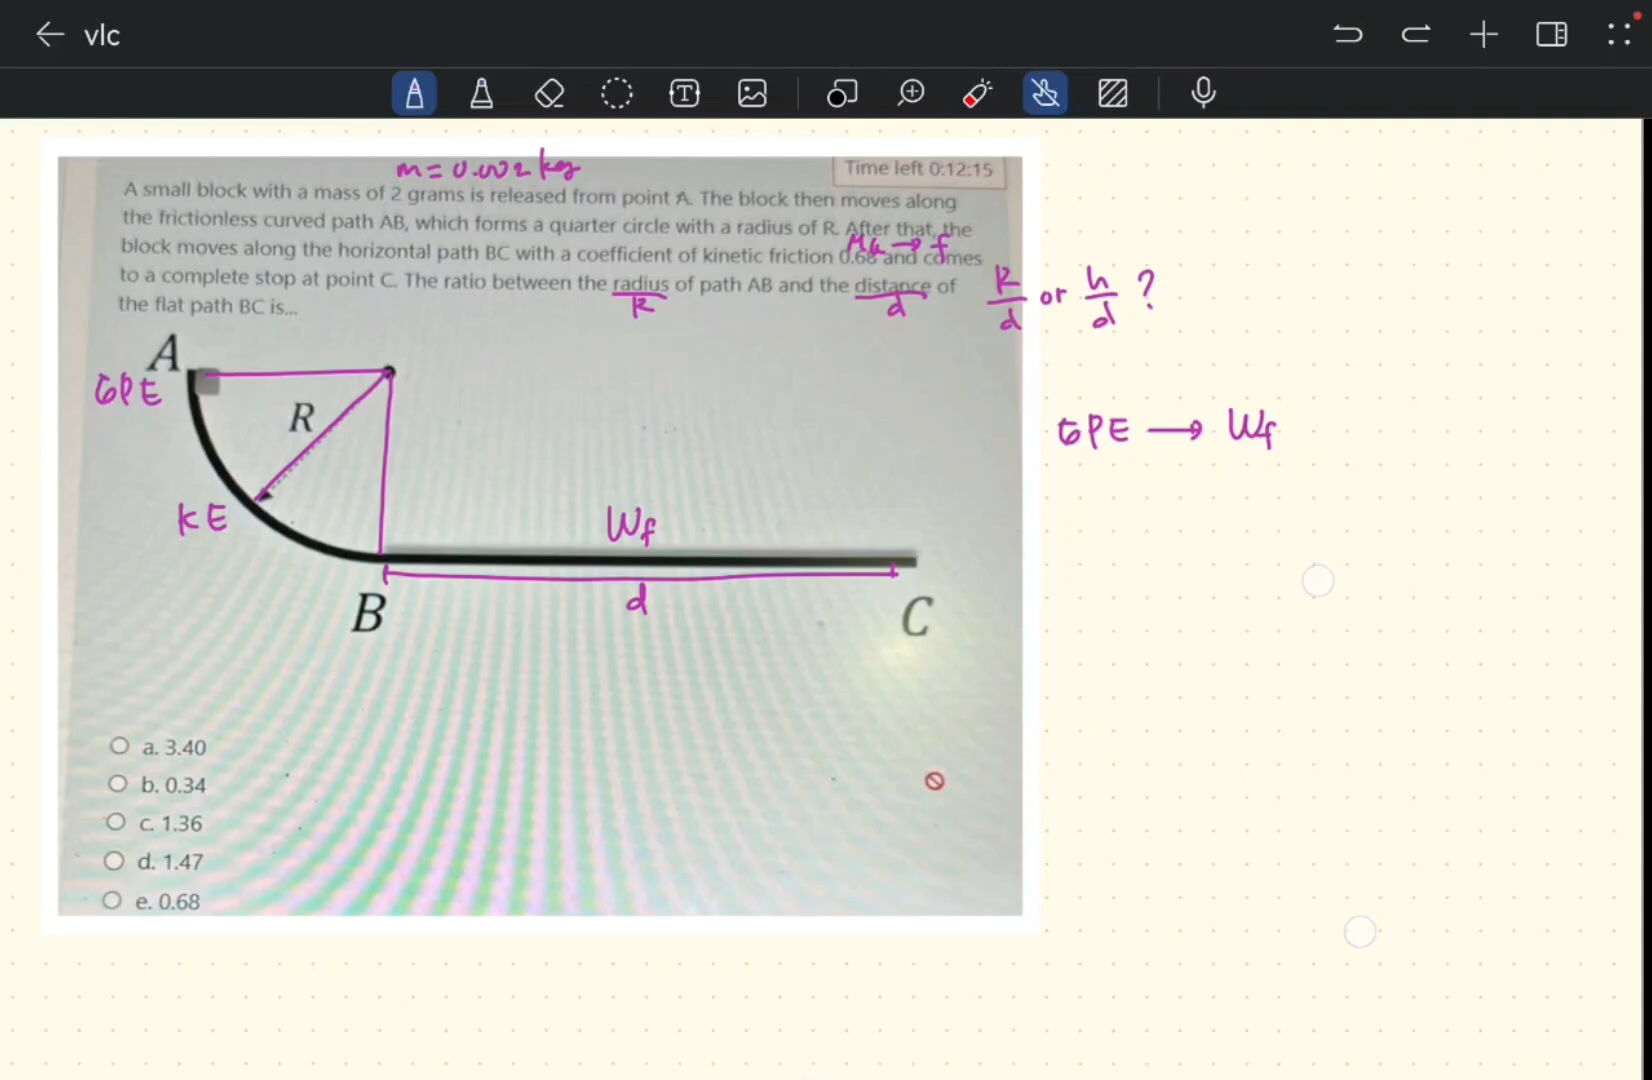 vlc
m = 0.002 kg
Time left 0:12:15
A small block with a mass of 2 grams is released from point A. The block then moves along
the frictionless curved path AB, which forms a quarter circle with a radius of R. After that, the
μk → f
block moves along the horizontal path BC with a coefficient of kinetic friction 0.68 and comes
to a complete stop at point C. The ratio between the radius of path AB and the distance of
R/d or h/d ?
the flat path BC is...
R
d
A
GPE
R
GPE → Wf
KE
Wf
d
B
C
a. 3.40
b. 0.34
c. 1.36
d. 1.47
e. 0.68